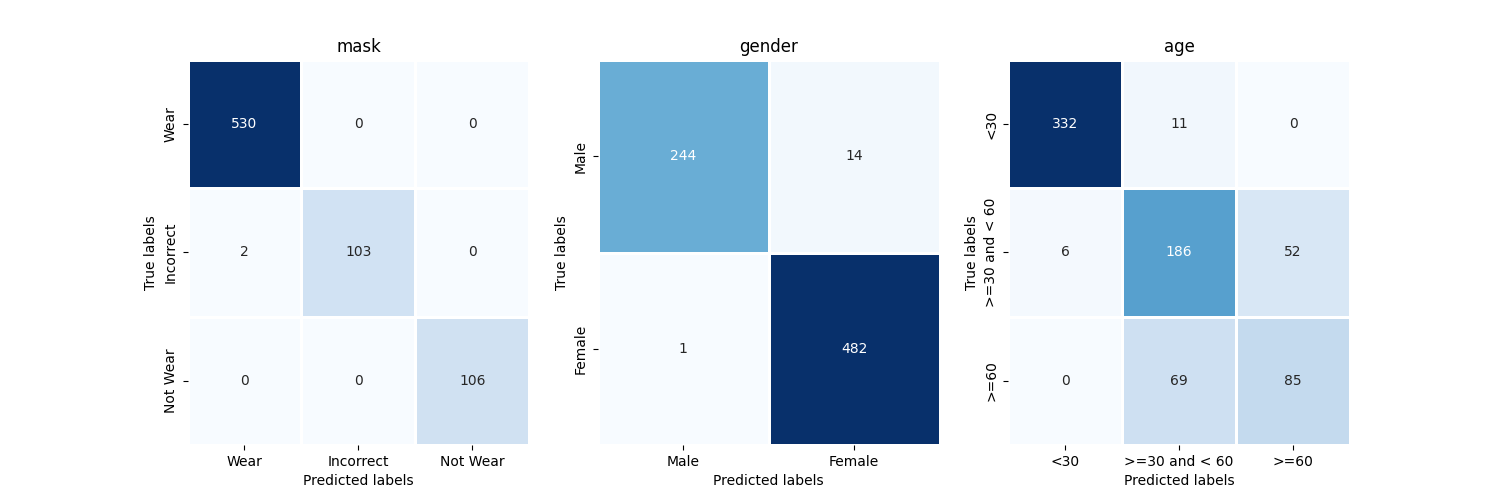 mask
True labels
Wear
Incorrect
Not Wear
530 0 0
2 103 0
0 0 106
Wear Incorrect Not Wear
Predicted labels
gender
True labels
Male
Female
244 14
1 482
Male Female
Predicted labels
age
True labels
<30
>=30 and < 60
>=60
332 11 0
6 186 52
0 69 85
<30 >=30 and < 60 >=60
Predicted labels